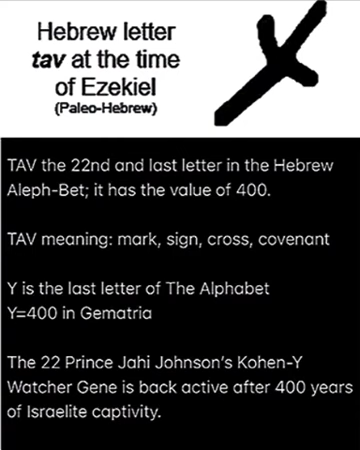 Hebrew letter
tav at the time
of Ezekiel
(Paleo-Hebrew)
TAV the 22nd and last letter in the Hebrew
Aleph-Bet; it has the value of 400.
TAV meaning: mark, sign, cross, covenant
Y is the last letter of The Alphabet
Y=400 in Gematria
The 22 Prince Jahi Johnson's Kohen-Y
Watcher Gene is back active after 400 years
of Israelite captivity.